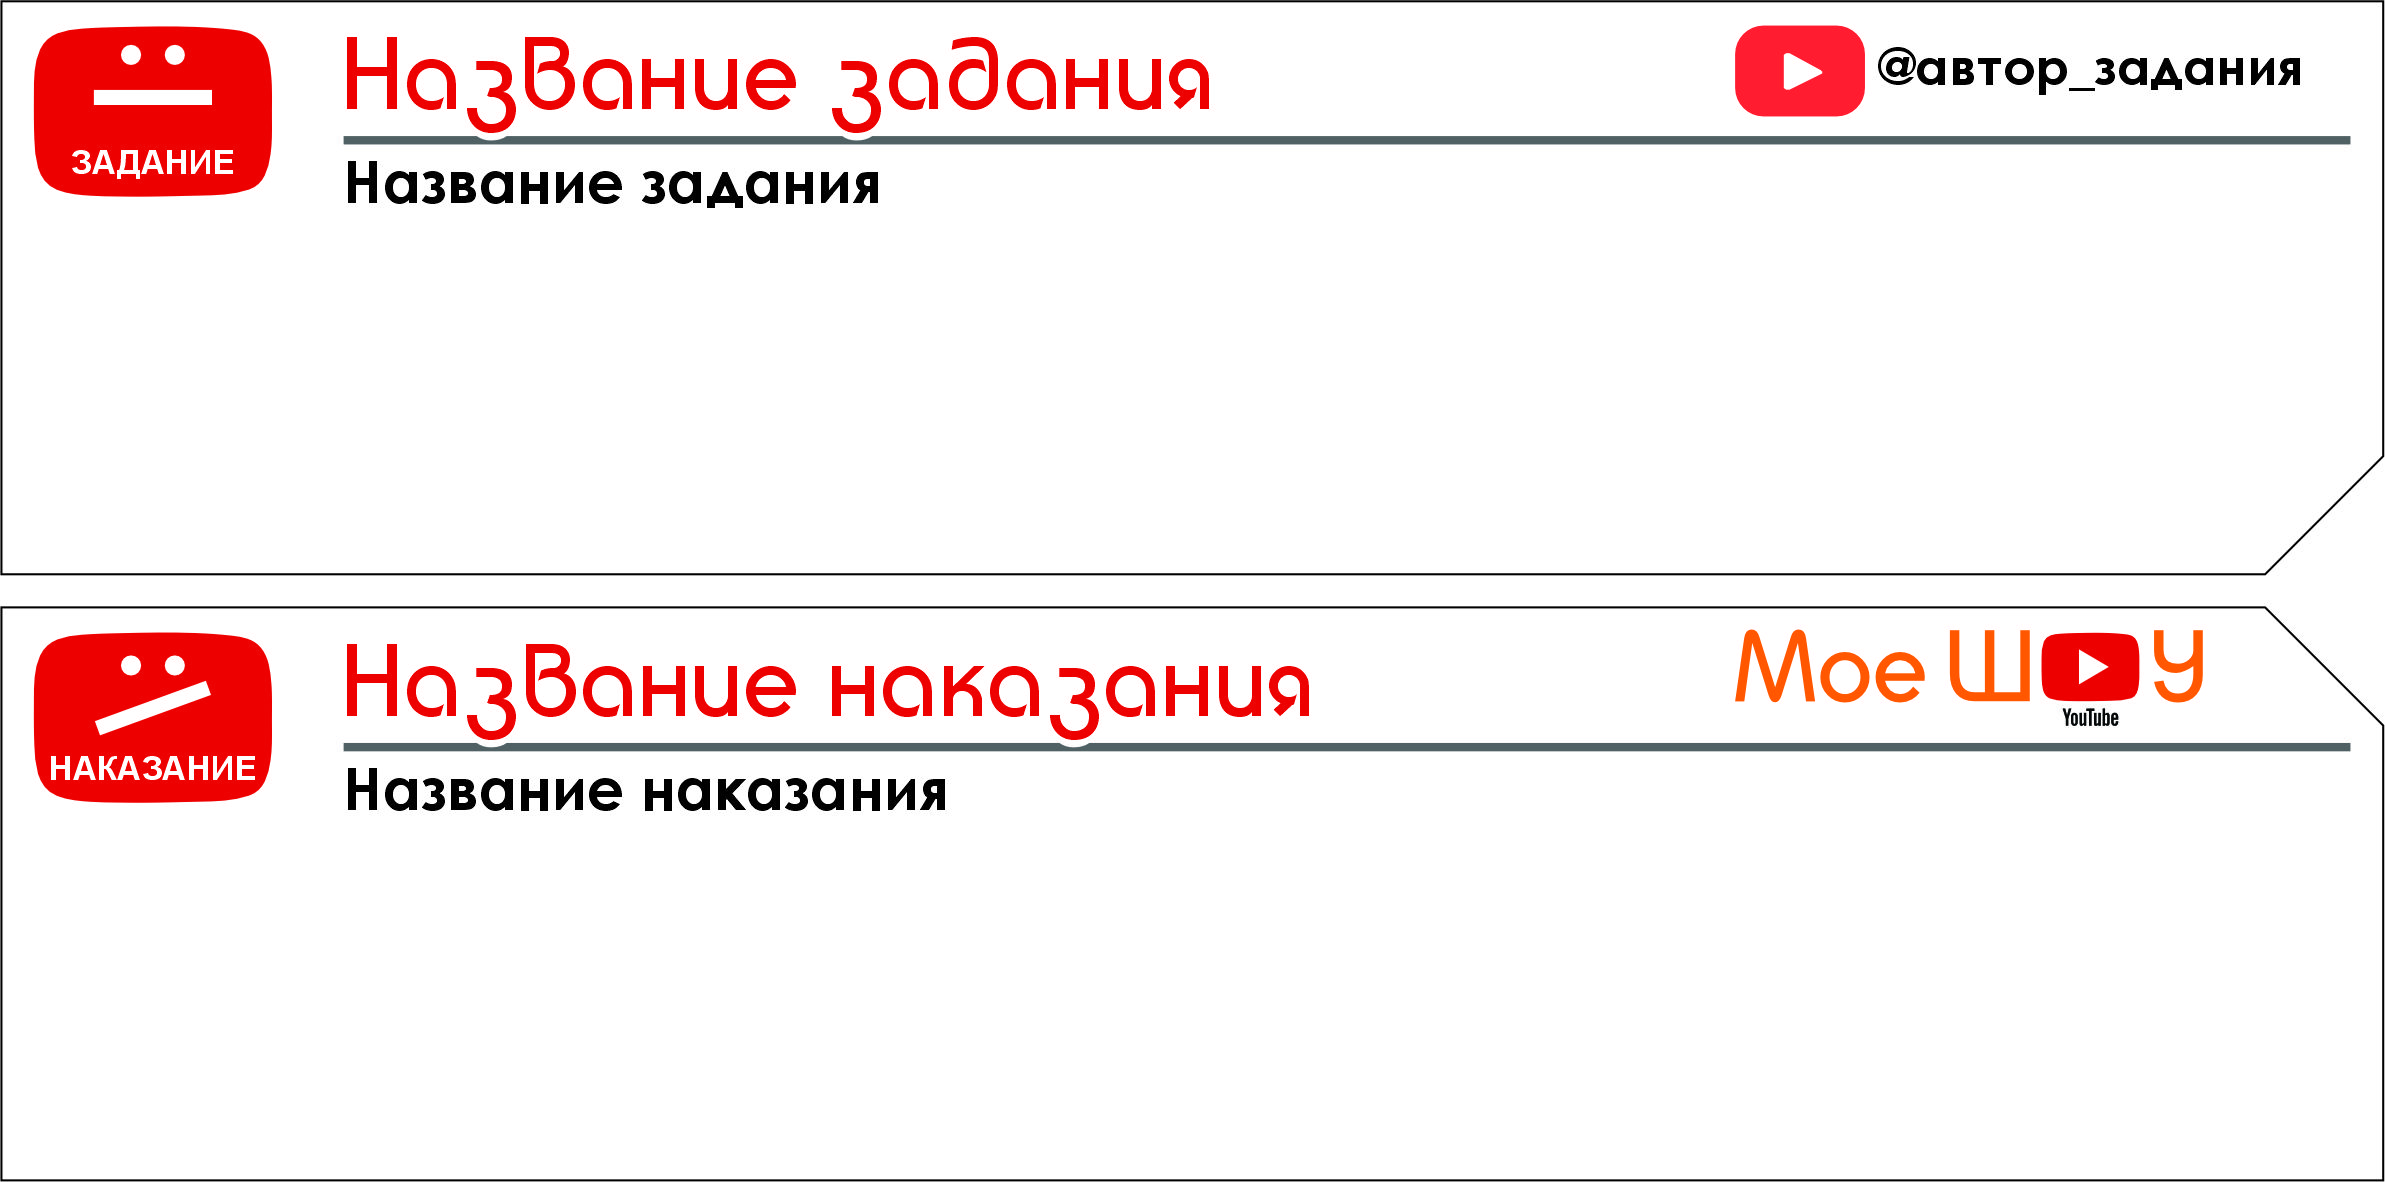 Название задания
@автор_задания
ЗАДАНИЕ
Название задания
Название наказания
Мое ШОУ
YouTube
НАКАЗАНИЕ
Название наказания